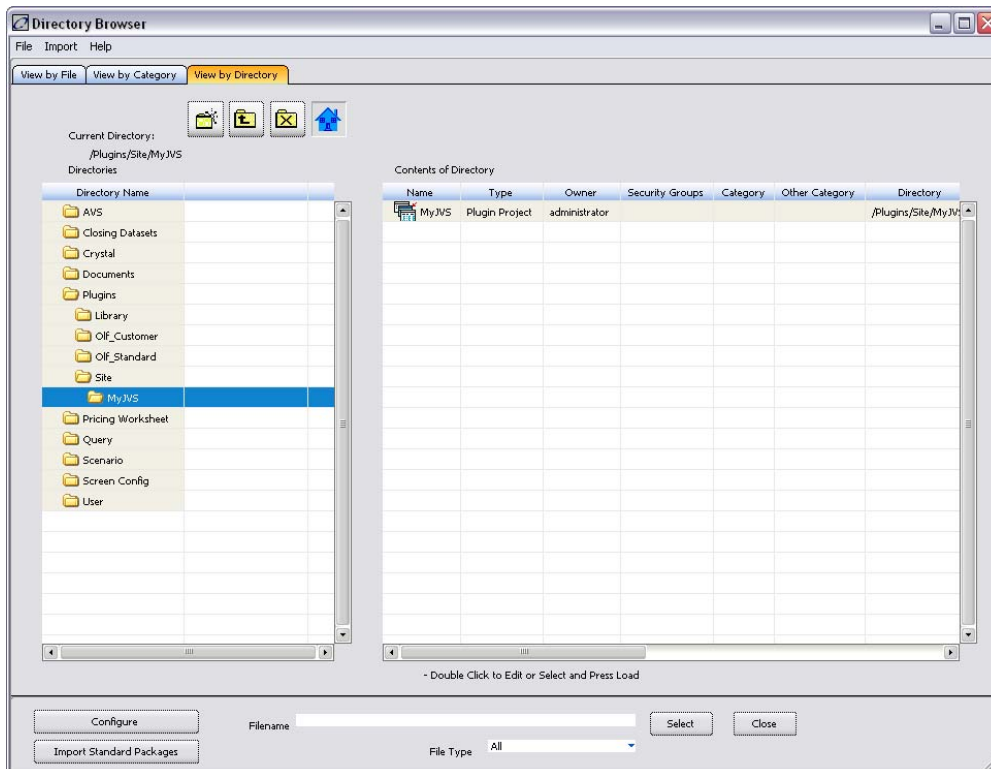 Directory Browser
File Import Help
View by File View by Category View by Directory
Current Directory:
/Plugins/Site/MyJVS
Directories
Contents of Directory
Directory Name
AVS
Closing Datasets
Crystal
Documents
Plugins
Library
Olf_Customer
Olf_Standard
Site
MyJVS
Pricing Worksheet
Query
Scenario
Screen Config
User
Name Type Owner Security Groups Category Other Category Directory
MyJVS Plugin Project administrator /Plugins/Site/MyJV
- Double Click to Edit or Select and Press Load
Configure
Filename
Select
Close
Import Standard Packages
File Type All